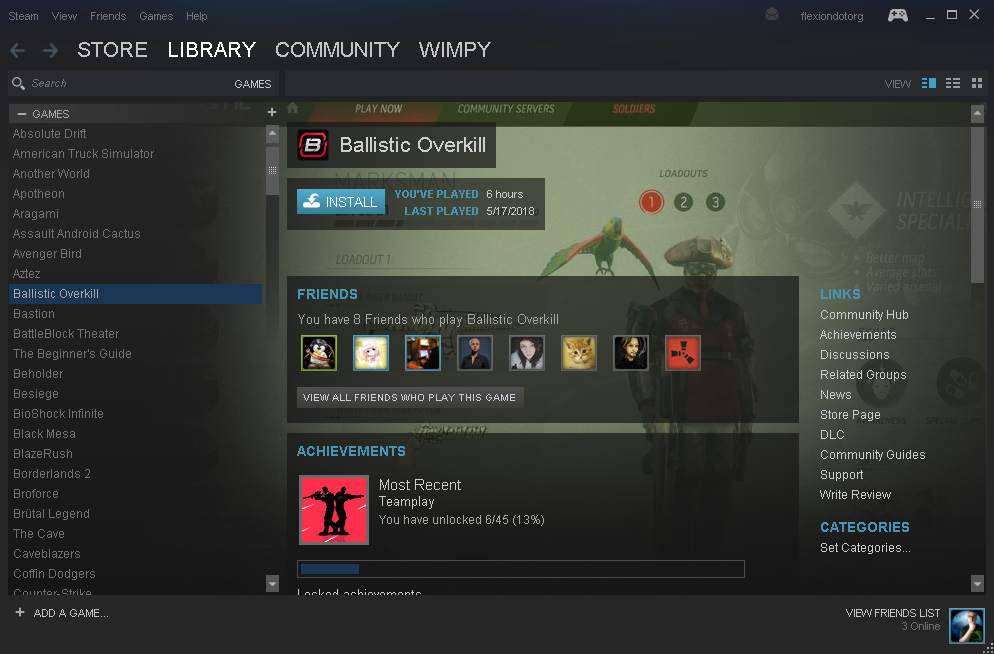 Steam View Friends Games Help
flexiondotorg
STORE LIBRARY COMMUNITY WIMPY
Search GAMES
VIEW
GAMES
Absolute Drift
American Truck Simulator
Another World
Apotheon
Aragami
Assault Android Cactus
Avenger Bird
Aztez
Ballistic Overkill
Bastion
BattleBlock Theater
The Beginner's Guide
Beholder
Besiege
BioShock Infinite
Black Mesa
BlazeRush
Borderlands 2
Broforce
Brütal Legend
The Cave
Caveblazers
Coffin Dodgers
Counter-Strike
+ ADD A GAME...
PLAY NOW COMMUNITY SERVERS SOLDIERS
B
Ballistic Overkill
MARKSMAN
INSTALL
YOU'VE PLAYED 6 hours
LAST PLAYED 5/17/2018
LOADOUTS
1 2 3
LOADOUT 1
Better map
Average stats
Varied arsenal
FRIENDS
You have 8 Friends who play Ballistic Overkill
VIEW ALL FRIENDS WHO PLAY THIS GAME
ACHIEVEMENTS
Most Recent
Teamplay
You have unlocked 6/45 (13%)
Locked achievements
LINKS
Community Hub
Achievements
Discussions
Related Groups
News
Store Page
DLC
Community Guides
Support
Write Review
CATEGORIES
Set Categories...
VIEW FRIENDS LIST
3 Online